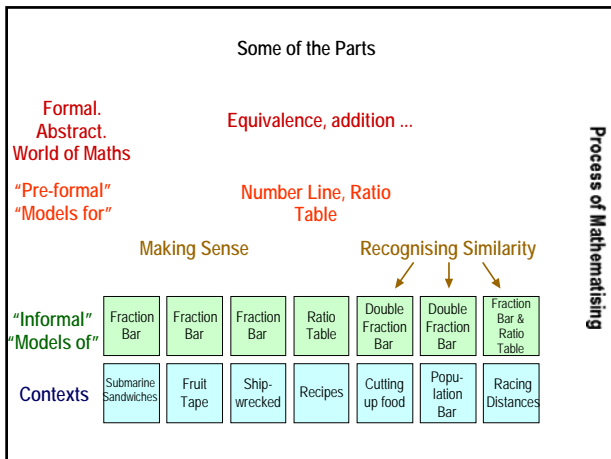 Some of the Parts
Formal.
Abstract.
World of Maths
Equivalence, addition ...
"Pre-formal"
"Models for"
Number Line, Ratio
Table
Making Sense
Recognising Similarity
"Informal"
"Models of"
Fraction
Bar
Fraction
Bar
Fraction
Bar
Ratio
Table
Double
Fraction
Bar
Double
Fraction
Bar
Fraction
Bar &
Ratio
Table
Contexts
Submarine
Sandwiches
Fruit
Tape
Ship-
wrecked
Recipes
Cutting
up food
Popu-
lation
Bar
Racing
Distances
Process of Mathematising